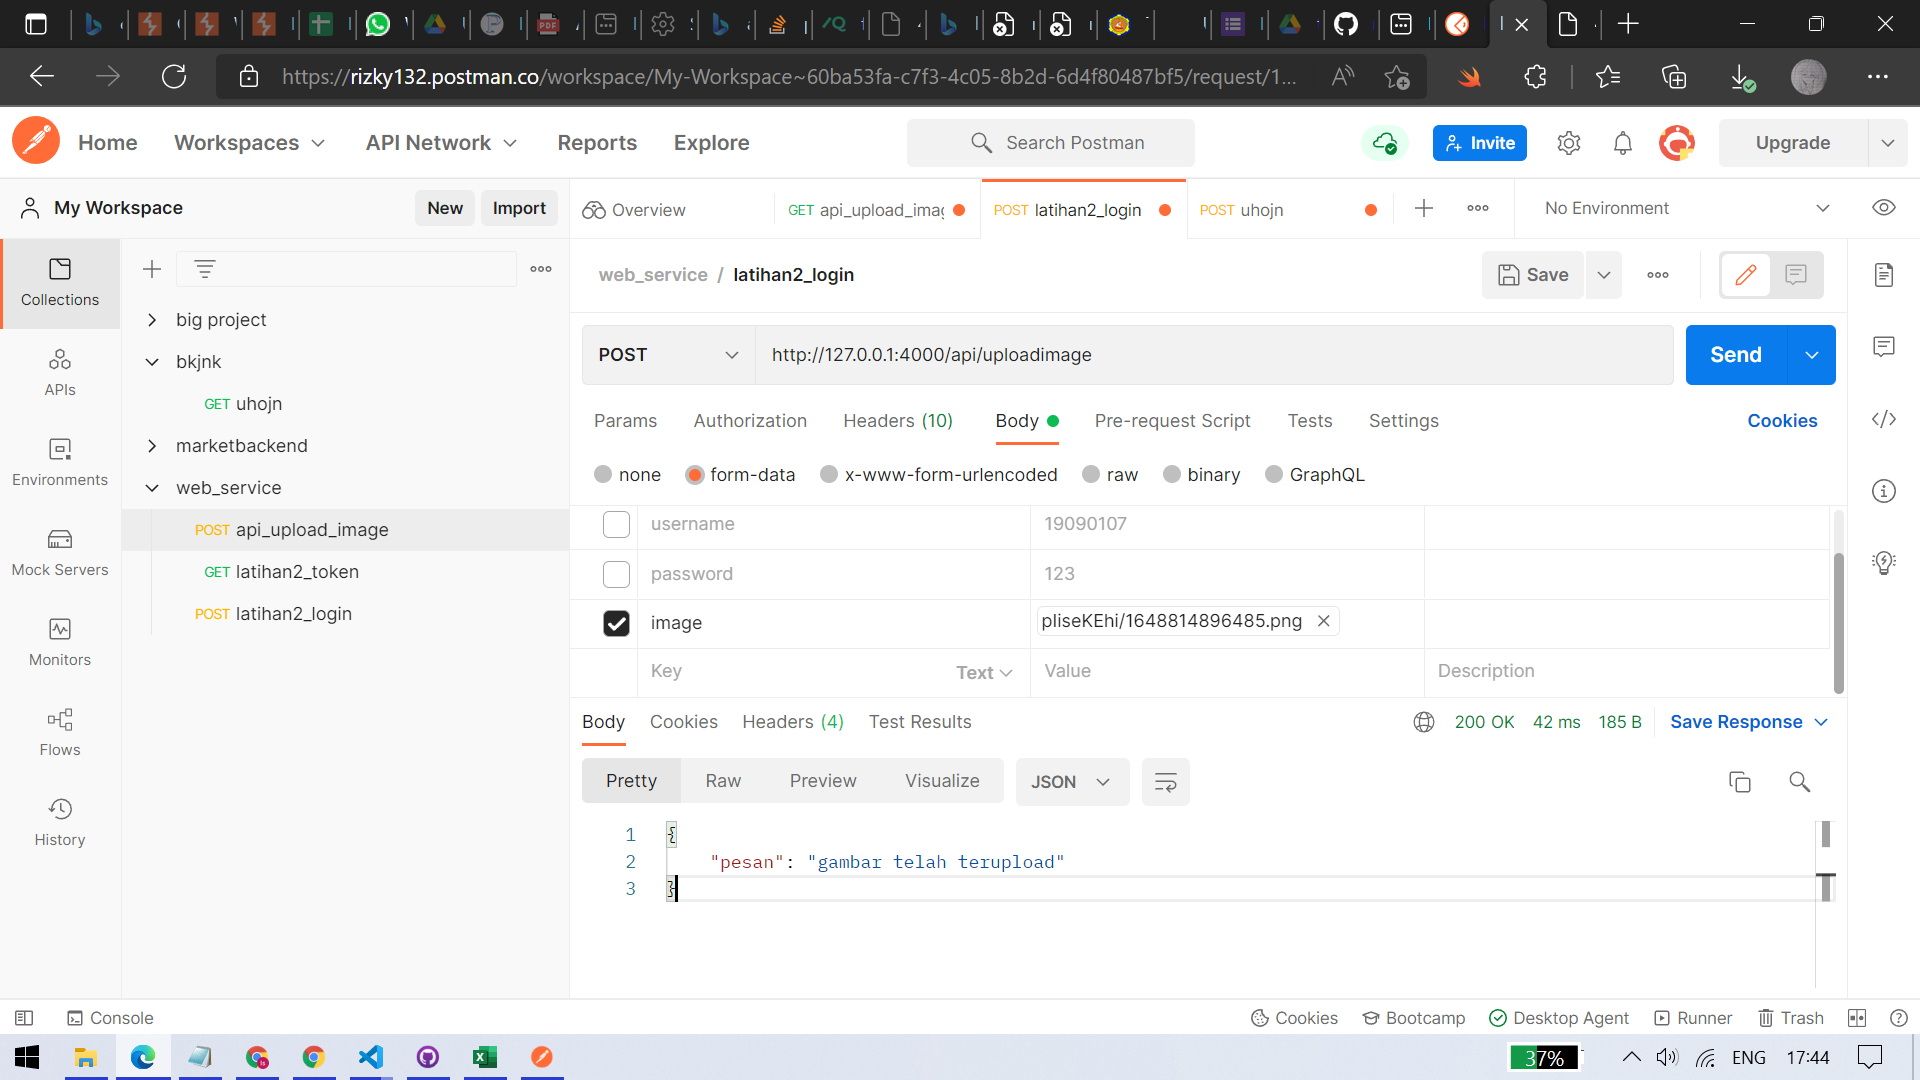 https://rizky132.postman.co/workspace/My-Workspace~60ba53fa-c7f3-4c05-8b2d-6d4f80487bf5/request/1...
Home
Workspaces
API Network
Reports
Explore
Search Postman
Invite
Upgrade
My Workspace
New
Import
Overview
GET api_upload_imag
POST latihan2_login
POST uhojn
No Environment
Collections
APIs
Environments
Mock Servers
Monitors
Flows
History
big project
bkjnk
GET uhojn
marketbackend
web_service
POST api_upload_image
GET latihan2_token
POST latihan2_login
web_service / latihan2_login
Save
POST
http://127.0.0.1:4000/api/uploadimage
Send
Params
Authorization
Headers (10)
Body
Pre-request Script
Tests
Settings
Cookies
none
form-data
x-www-form-urlencoded
raw
binary
GraphQL
username 19090107
password 123
image pliseKEhi/1648814896485.png
Key Text Value Description
Body
Cookies
Headers (4)
Test Results
200 OK 42 ms 185 B
Save Response
Pretty
Raw
Preview
Visualize
JSON
1 {
2 "pesan": "gambar telah terupload"
3 }
Console
Cookies
Bootcamp
Desktop Agent
Runner
Trash
37%
ENG
17:44